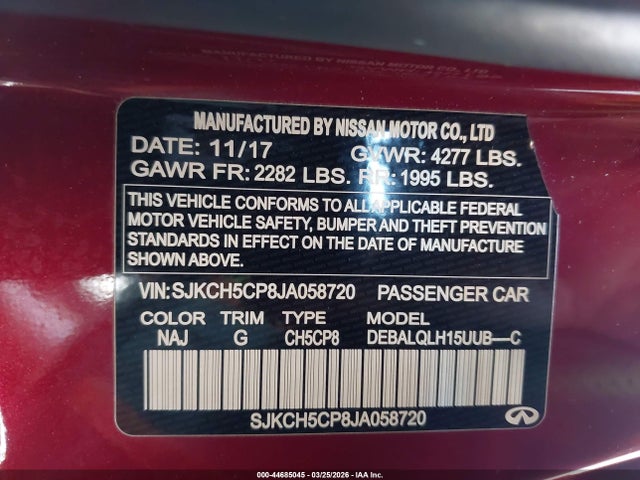 MANUFACTURED BY NISSAN MOTOR CO., LTD
DATE: 11/17 GVWR: 4277 LBS.
GAWR FR: 2282 LBS. RR: 1995 LBS.
THIS VEHICLE CONFORMS TO ALL APPLICABLE FEDERAL
MOTOR VEHICLE SAFETY, BUMPER AND THEFT PREVENTION
STANDARDS IN EFFECT ON THE DATE OF MANUFACTURE
SHOWN ABOVE.
VIN:SJKCH5CP8JA058720 PASSENGER CAR
COLOR TRIM TYPE MODEL
NAJ G CH5CP8 DEBALQLH15UUB—C
SJKCH5CP8JA058720
INFINITI
000-44685045 - 03/25/2026 - IAA Inc.